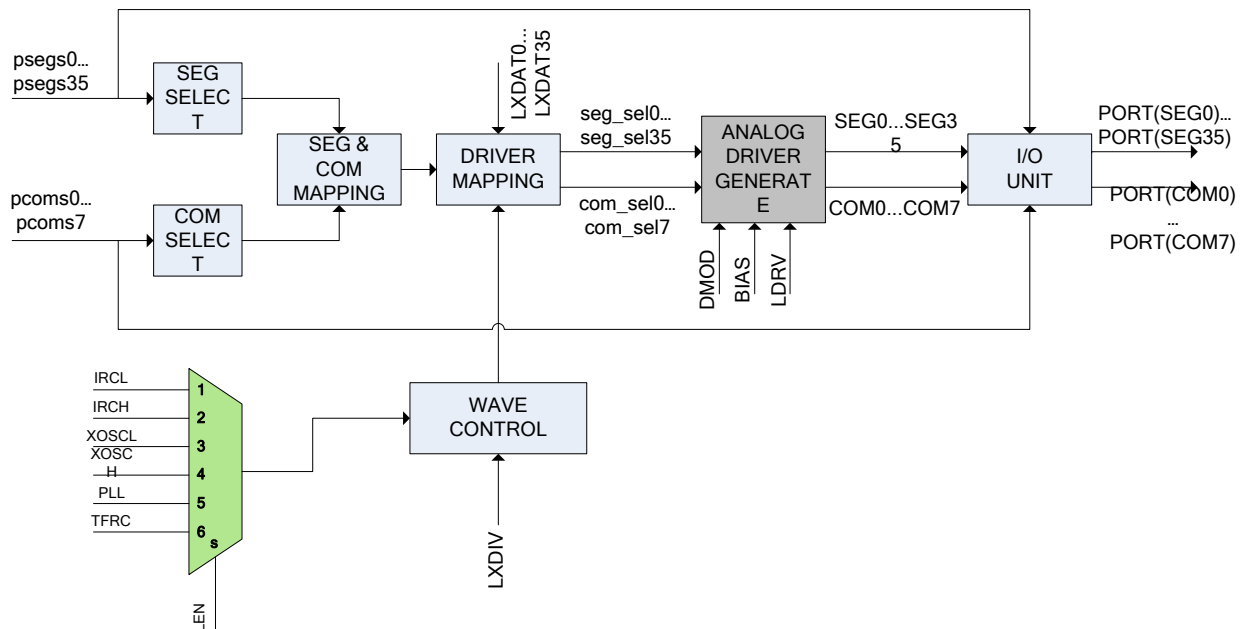 psegs0...
psegs35
SEG
SELEC
T
LXDAT0...
LXDAT35
SEG &
COM
MAPPING
DRIVER
MAPPING
seg_sel0...
seg_sel35
com_sel0...
com_sel7
ANALOG
DRIVER
GENERAT
E
SEG0...SEG3
5
COM0...COM7
I/O
UNIT
PORT(SEG0)...
PORT(SEG35)
PORT(COM0)
...
PORT(COM7)
pcoms0...
pcoms7
COM
SELEC
T
DMOD
BIAS
LDRV
IRCL
IRCH
XOSCL
XOSC
H
PLL
TFRC
1
2
3
4
5
6
s
WAVE
CONTROL
LXDIV
LEN